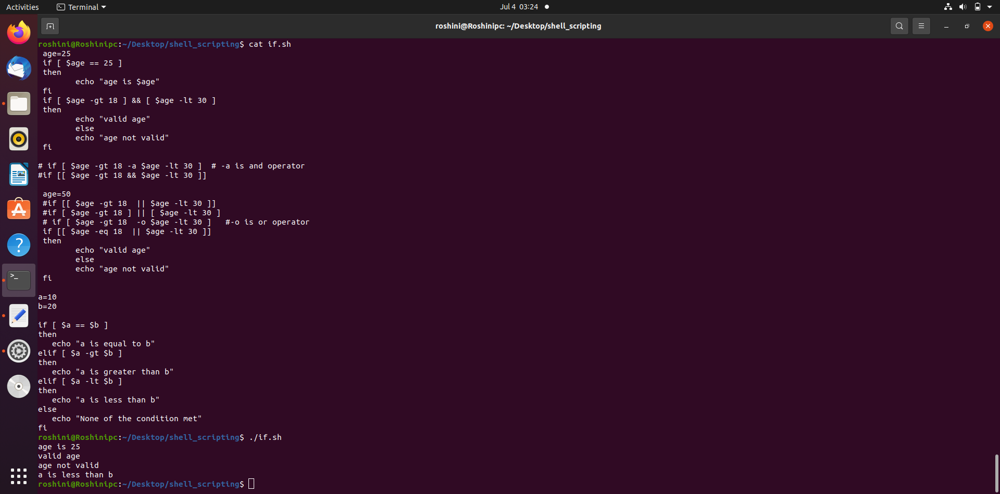 Activities
Terminal
Jul 4 03:24
roshini@Roshinipc: ~/Desktop/shell_scripting
roshini@Roshinipc:~/Desktop/shell_scripting$ cat if.sh
 age=25
 if [ $age == 25 ]
 then
        echo "age is $age"
 fi
 if [ $age -gt 18 ] && [ $age -lt 30 ]
 then
        echo "valid age"
        else
        echo "age not valid"
 fi

# if [ $age -gt 18 -a $age -lt 30 ]  # -a is and operator
#if [[ $age -gt 18 && $age -lt 30 ]]

 age=50
 #if [[ $age -gt 18  || $age -lt 30 ]]
 #if [ $age -gt 18 ] || [ $age -lt 30 ]
 # if [ $age -gt 18  -o $age -lt 30 ]   #-o is or operator
 if [[ $age -eq 18  || $age -lt 30 ]]
 then
        echo "valid age"
        else
        echo "age not valid"
 fi

a=10
b=20

if [ $a == $b ]
then
   echo "a is equal to b"
elif [ $a -gt $b ]
then
   echo "a is greater than b"
elif [ $a -lt $b ]
then
   echo "a is less than b"
else
   echo "None of the condition met"
fi
roshini@Roshinipc:~/Desktop/shell_scripting$ ./if.sh
age is 25
valid age
age not valid
a is less than b
roshini@Roshinipc:~/Desktop/shell_scripting$